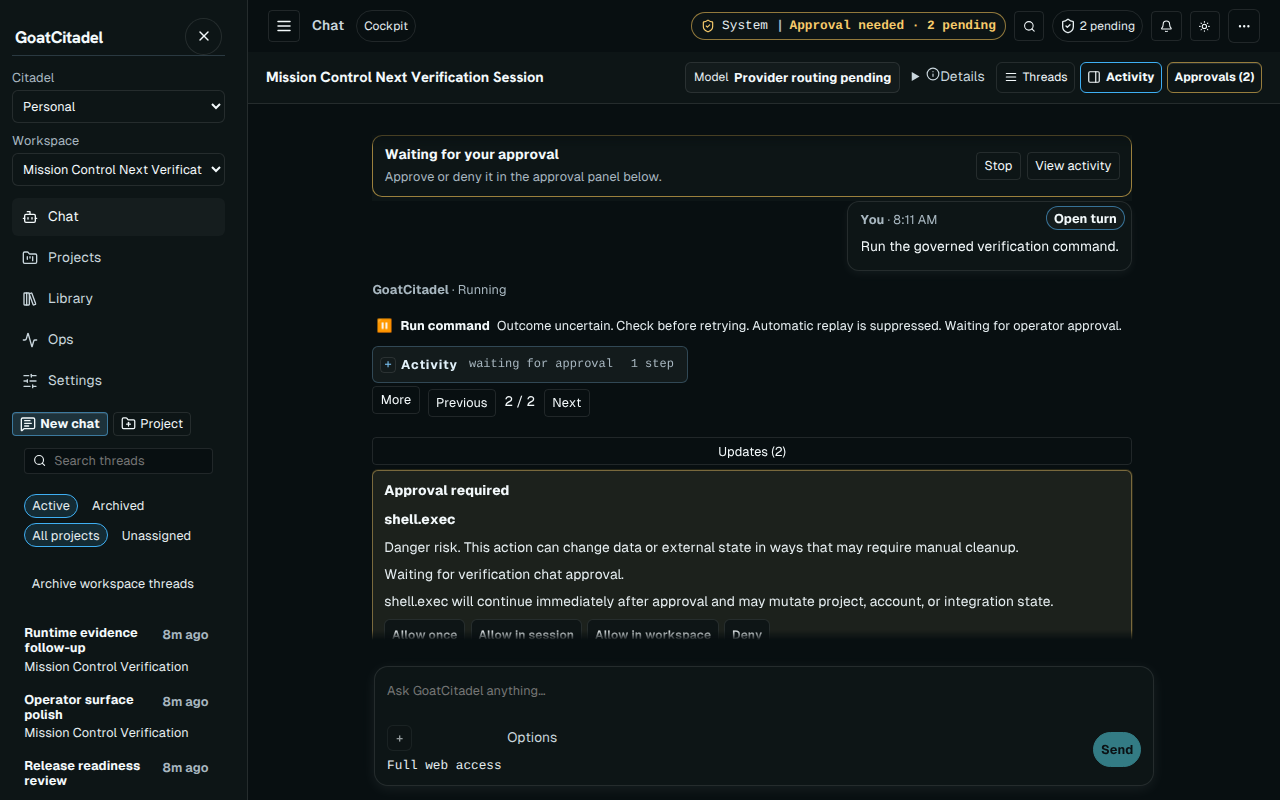 GoatCitadel
Citadel
Personal
Workspace
Mission Control Next Verificat
Chat
Projects
Library
Ops
Settings
New chat
Project
Search threads
Active
Archived
All projects
Unassigned
Archive workspace threads
Runtime evidence follow-up
8m ago
Mission Control Verification
Operator surface polish
8m ago
Mission Control Verification
Release readiness review
8m ago
Chat
Cockpit
System | Approval needed · 2 pending
2 pending
Mission Control Next Verification Session
Model Provider routing pending
Details
Threads
Activity
Approvals (2)
Waiting for your approval
Approve or deny it in the approval panel below.
Stop
View activity
You · 8:11 AM
Open turn
Run the governed verification command.
GoatCitadel · Running
Run command Outcome uncertain. Check before retrying. Automatic replay is suppressed. Waiting for operator approval.
+ Activity waiting for approval 1 step
More
Previous
2 / 2
Next
Updates (2)
Approval required
shell.exec
Danger risk. This action can change data or external state in ways that may require manual cleanup.
Waiting for verification chat approval.
shell.exec will continue immediately after approval and may mutate project, account, or integration state.
Allow once
Allow in session
Allow in workspace
Deny
Ask GoatCitadel anything…
+
Options
Full web access
Send